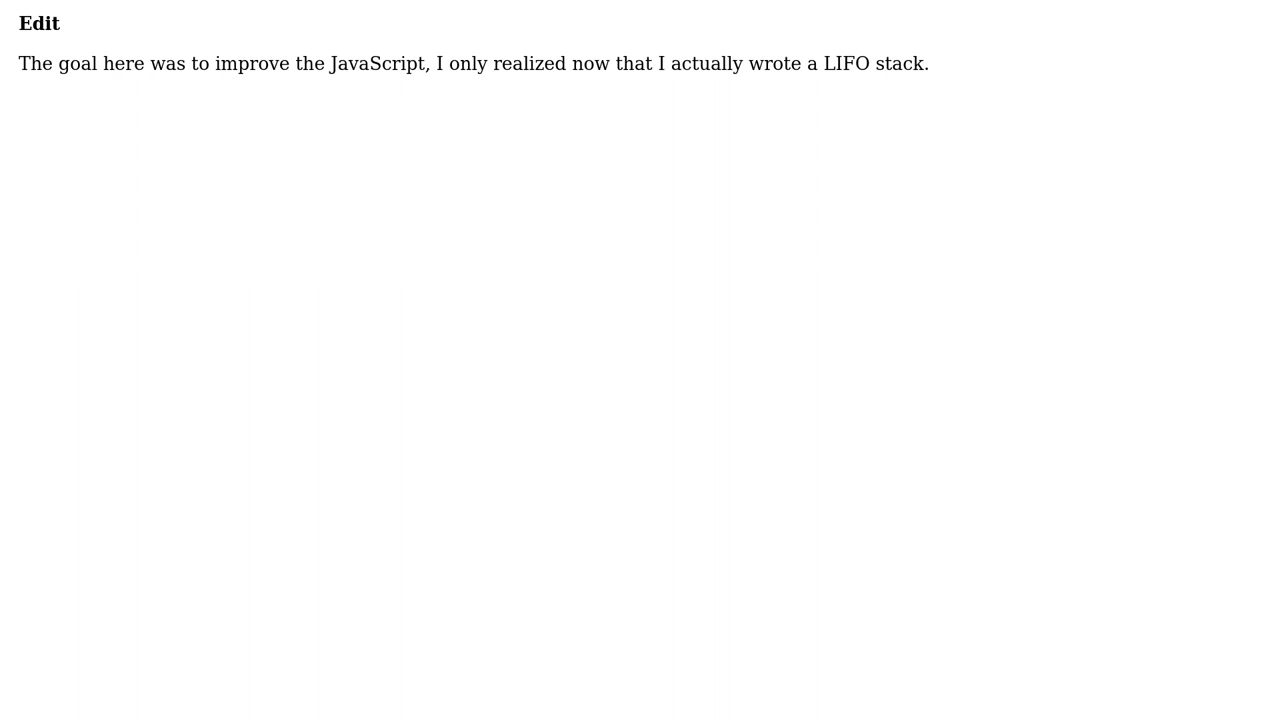 Edit
The goal here was to improve the JavaScript, I only realized now that I actually wrote a LIFO stack.